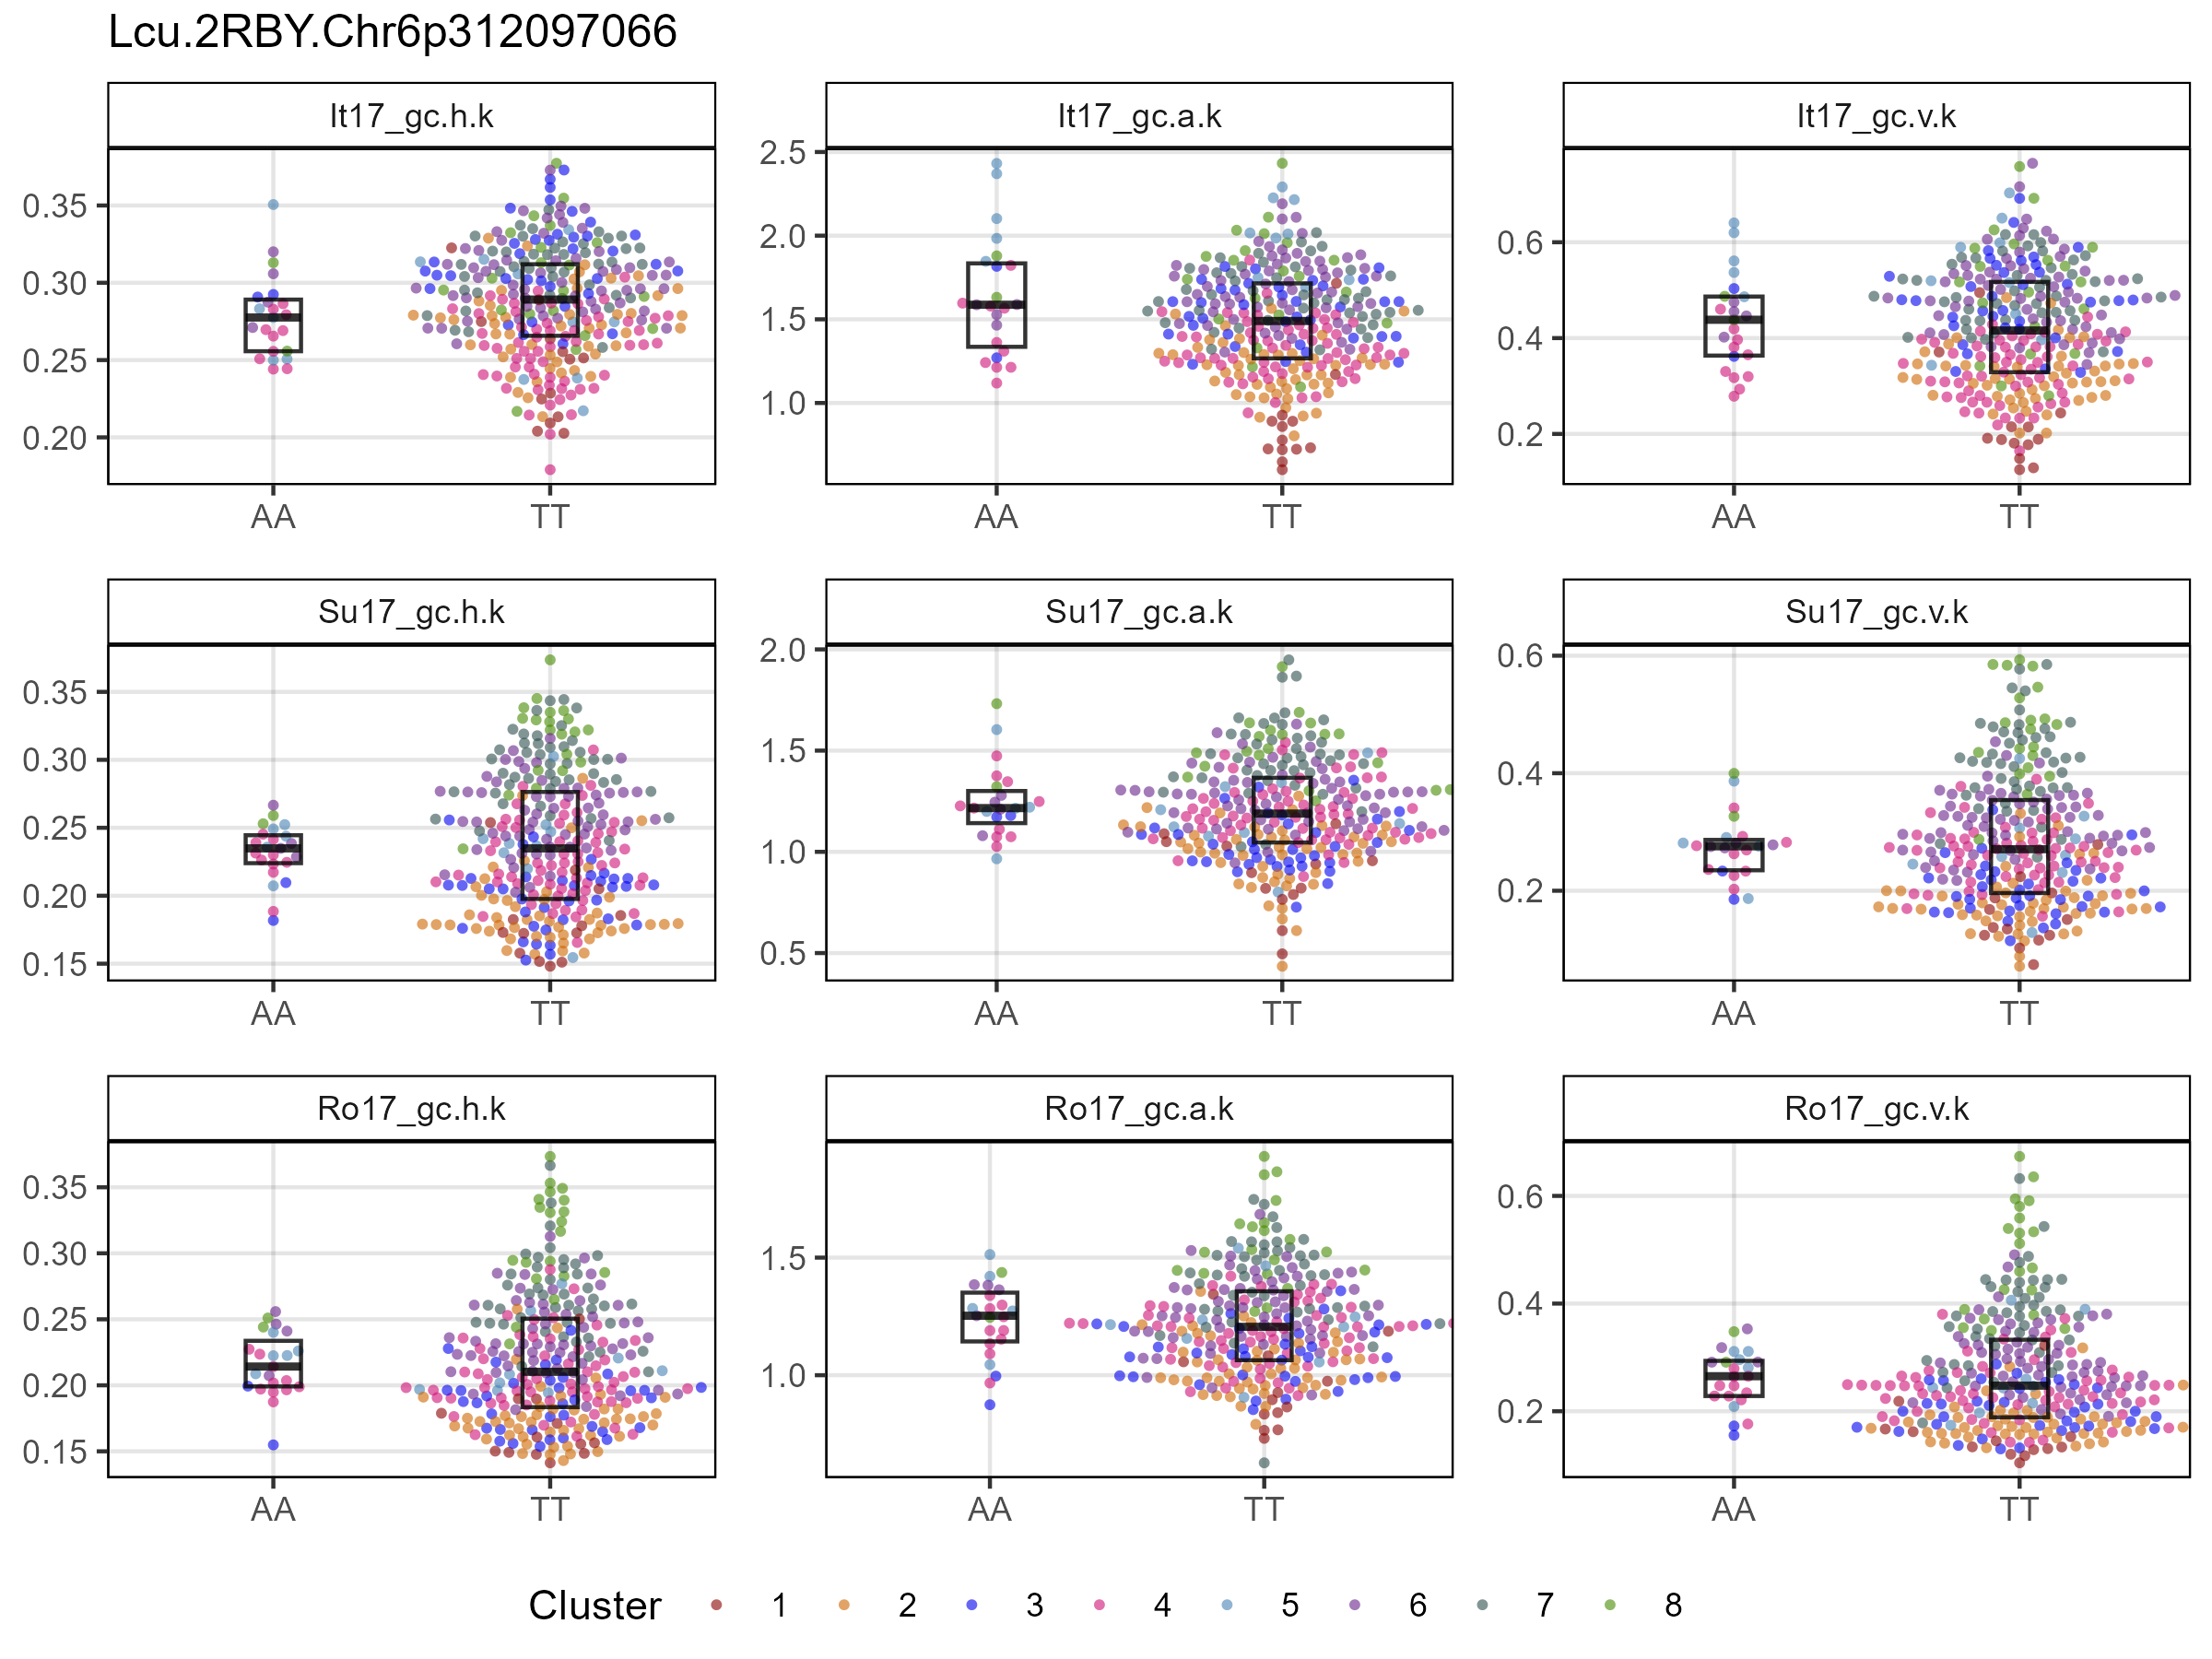 Lcu.2RBY.Chr6p312097066
It17_gc.h.k
It17_gc.a.k
It17_gc.v.k
0.35
0.30
0.25
0.20
AA
TT
2.5
2.0
1.5
1.0
AA
TT
0.6
0.4
0.2
AA
TT
Su17_gc.h.k
Su17_gc.a.k
Su17_gc.v.k
0.35
0.30
0.25
0.20
0.15
AA
TT
2.0
1.5
1.0
0.5
AA
TT
0.6
0.4
0.2
AA
TT
Ro17_gc.h.k
Ro17_gc.a.k
Ro17_gc.v.k
0.35
0.30
0.25
0.20
0.15
AA
TT
1.5
1.0
AA
TT
0.6
0.4
0.2
AA
TT
Cluster 1 2 3 4 5 6 7 8